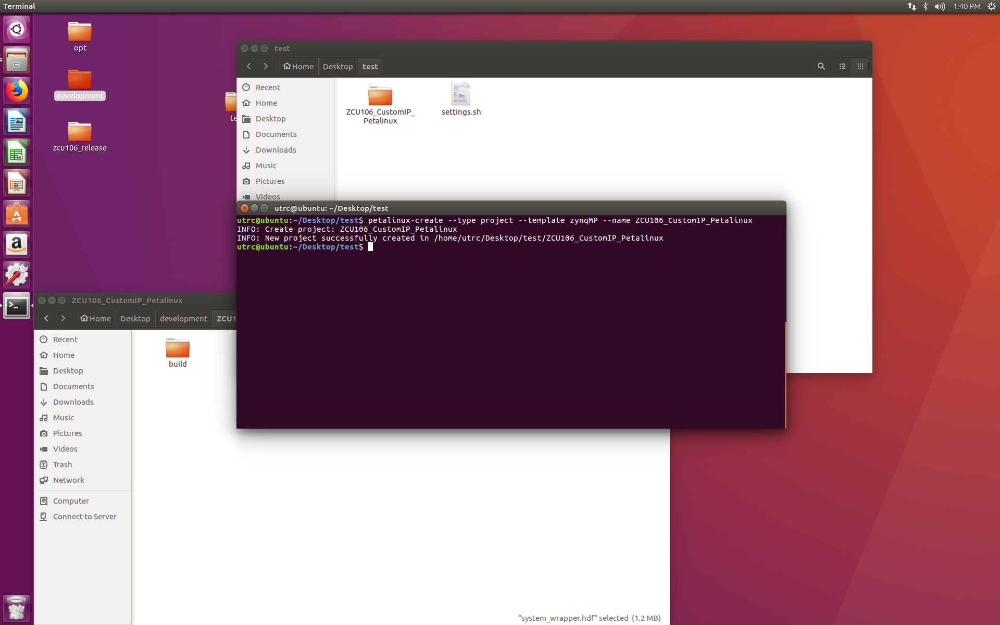 Terminal
1:40 PM
opt
development
te
zcu106_release
test
Home
Desktop
test
Recent
Home
Desktop
Documents
Downloads
Music
Pictures
Videos
ZCU106_CustomIP_
Petalinux
settings.sh
utrc@ubuntu: ~/Desktop/test
utrc@ubuntu:~/Desktop/test$ petalinux-create --type project --template zynqMP --name ZCU106_CustomIP_Petalinux
INFO: Create project: ZCU106_CustomIP_Petalinux
INFO: New project successfully created in /home/utrc/Desktop/test/ZCU106_CustomIP_Petalinux
utrc@ubuntu:~/Desktop/test$
ZCU106_CustomIP_Petalinux
Home
Desktop
development
ZCU1
Recent
Home
Desktop
Documents
Downloads
Music
Pictures
Videos
Trash
Network
Computer
Connect to Server
build
“system_wrapper.hdf” selected (1.2 MB)